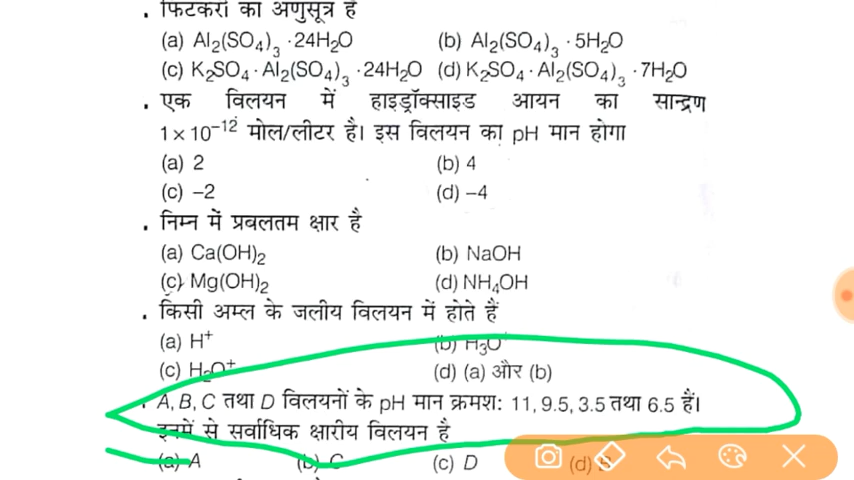 . फिटकरी का अणुसूत्र है
(a) Al₂(SO₄)₃ · 24H₂O (b) Al₂(SO₄)₃ · 5H₂O
(c) K₂SO₄ · Al₂(SO₄)₃ · 24H₂O (d) K₂SO₄ · Al₂(SO₄)₃ · 7H₂O
. एक विलयन में हाइड्रॉक्साइड आयन का सान्द्रण
1 × 10⁻¹² मोल/लीटर है। इस विलयन का pH मान होगा
(a) 2 (b) 4
(c) –2 (d) –4
. निम्न में प्रबलतम क्षार है
(a) Ca(OH)₂ (b) NaOH
(c) Mg(OH)₂ (d) NH₄OH
. किसी अम्ल के जलीय विलयन में होते हैं
(a) H⁺ (b) H₃O⁺
(c) H₂O⁺ (d) (a) और (b)
. A, B, C तथा D विलयनों के pH मान क्रमश: 11, 9.5, 3.5 तथा 6.5 हैं।
इनमें से सर्वाधिक क्षारीय विलयन है
(a) A (b) C (c) D (d) B